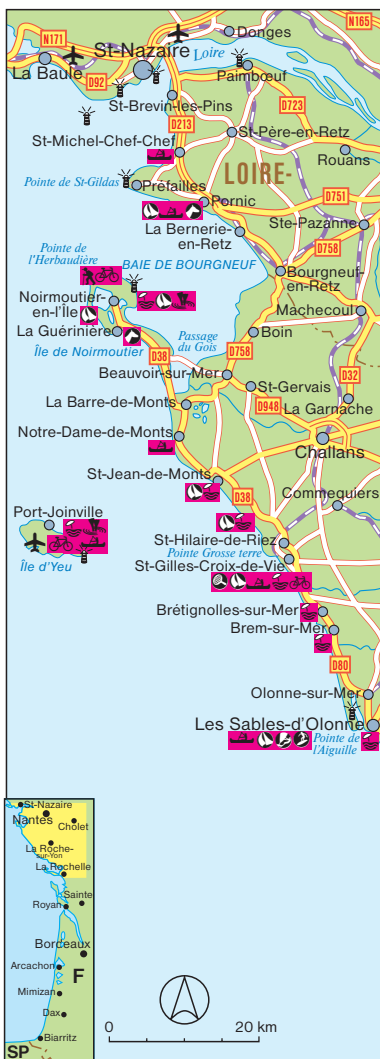 N165
N171
Donges
St-Nazaire
Loire
La Baule
D92
Paimbœuf
St-Brevin-les-Pins
D723
D213
St-Michel-Chef-Chef
St-Père-en-Retz
Rouans
LOIRE-
Pointe de St-Gildas
Préfailles
Pornic
D751
Ste-Pazanne
La Bernerie-
en-Retz
D758
Pointe de
l'Herbaudière
BAIE DE BOURGNEUF
Bourgneuf-
en-Retz
Noirmoutier-
en-l'Île
Machecoul
La Guérinière
Passage
du Gois
Boin
Île de Noirmoutier
D38
D758
D32
Beauvoir-sur-Mer
St-Gervais
La Barre-de-Monts
D948
La Garnache
Notre-Dame-de-Monts
Challans
St-Jean-de-Monts
D38
Commequiers
Port-Joinville
St-Hilaire-de-Riez
Pointe Grosse terre
St-Gilles-Croix-de-Vie
Île d'Yeu
Brétignolles-sur-Mer
Brem-sur-Mer
D80
Olonne-sur-Mer
Les Sables-d'Olonne
Pointe de
l'Aiguille
St-Nazaire
Nantes
Cholet
La Roche-
sur-Yon
La Rochelle
Sainte
Royan
Bordeaux
Arcachon
F
Mimizan
Dax
Biarritz
SP
0 20 km